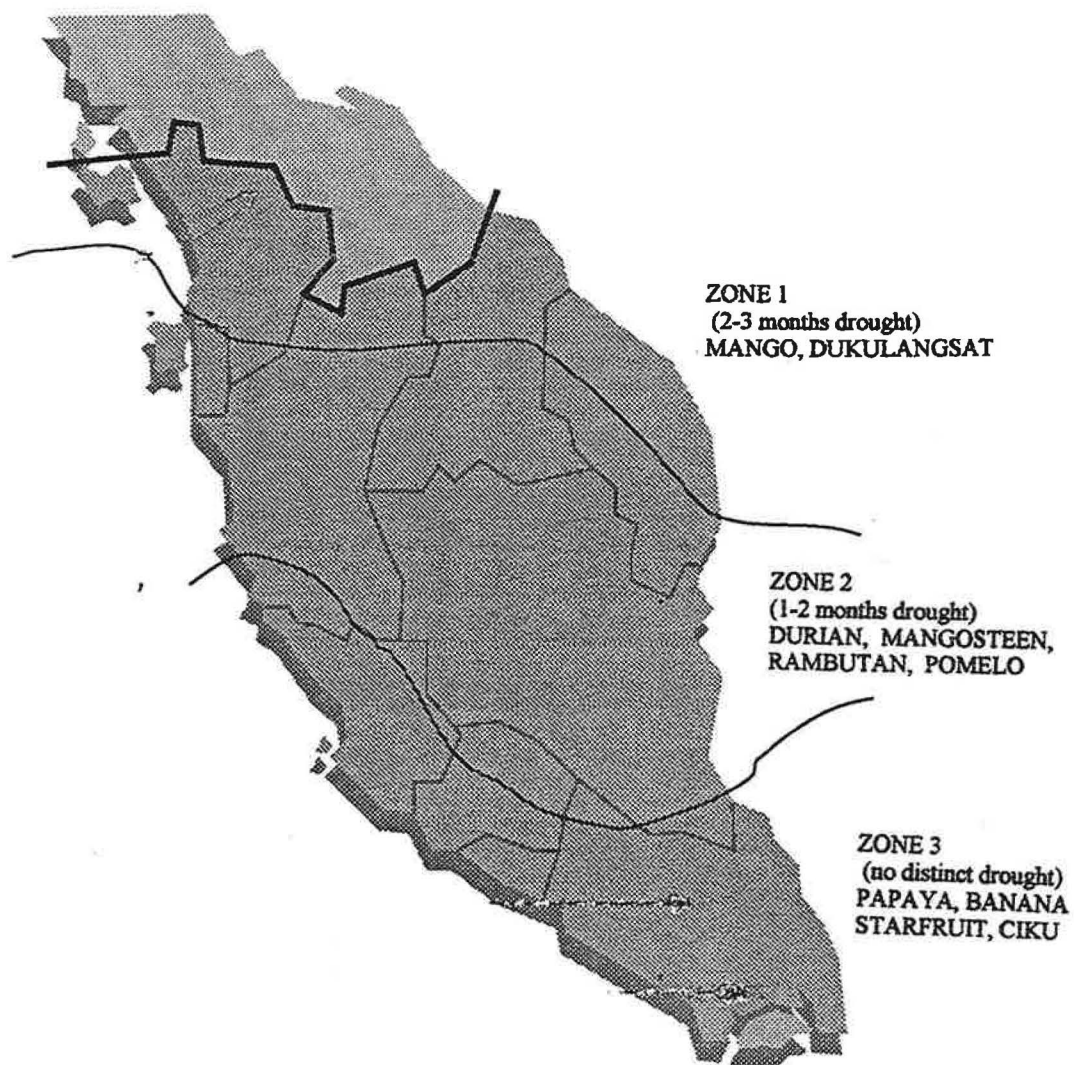 ZONE 1
(2-3 months drought)
MANGO, DUKULANGSAT
ZONE 2
(1-2 months drought)
DURIAN, MANGOSTEEN,
RAMBUTAN, POMELO
ZONE 3
(no distinct drought)
PAPAYA, BANANA
STARFRUIT, CIKU